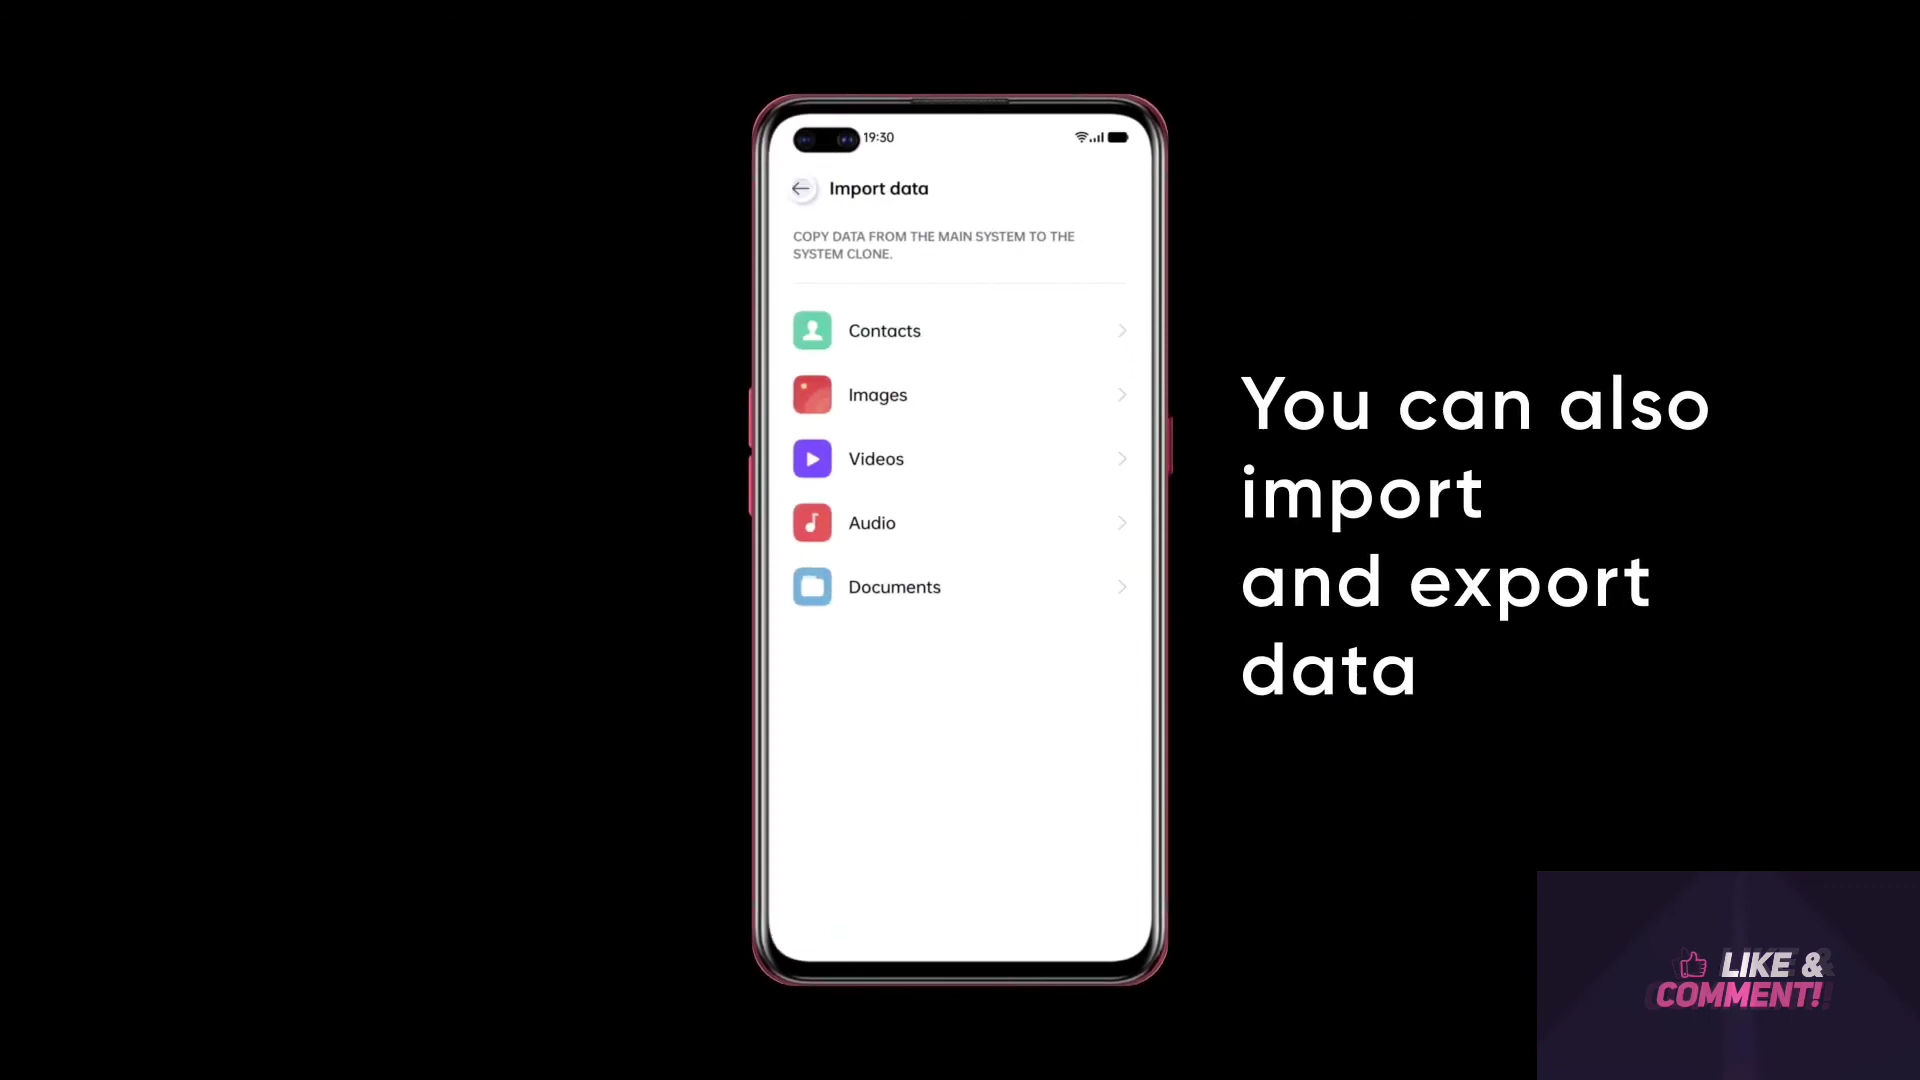 19:30
Import data
COPY DATA FROM THE MAIN SYSTEM TO THE
SYSTEM CLONE.
Contacts
Images
Videos
Audio
Documents
You can also
import
and export
data
LIKE &
COMMENT!